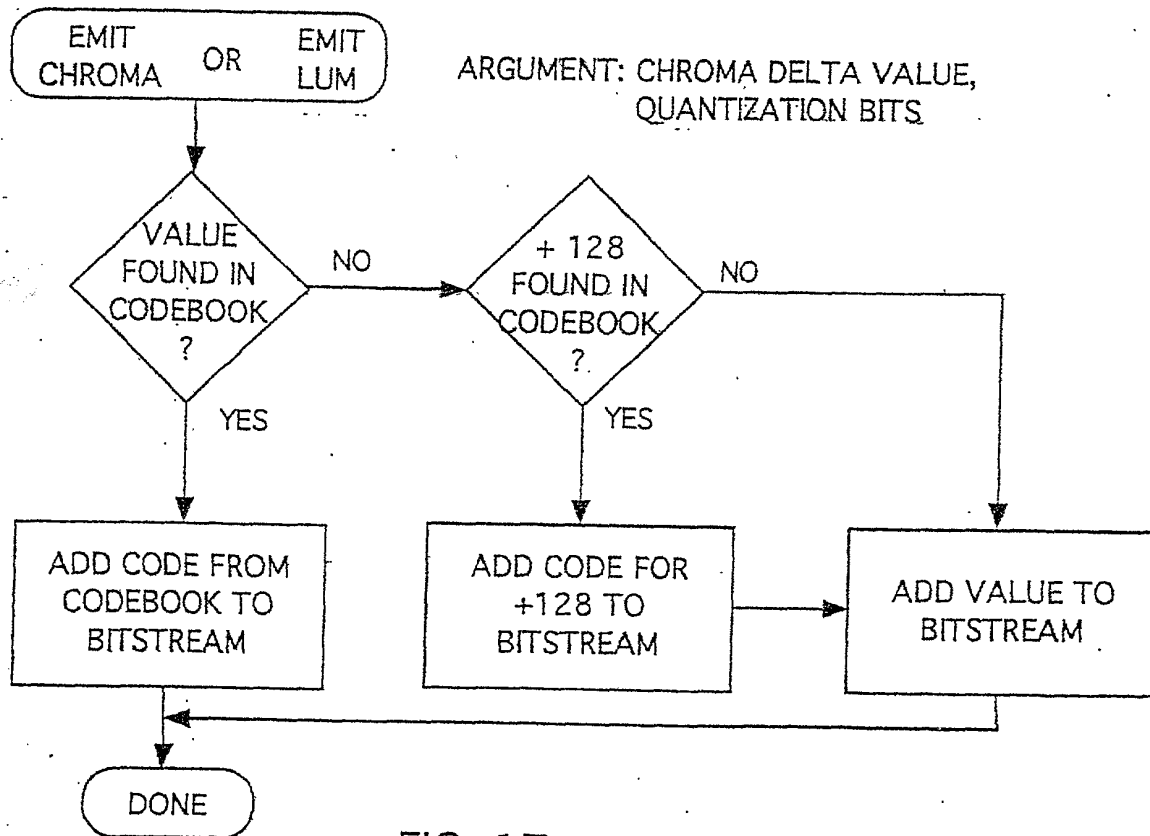 EMIT CHROMA OR EMIT LUM
ARGUMENT: CHROMA DELTA VALUE,
QUANTIZATION BITS
VALUE
FOUND IN
CODEBOOK
?
NO
+ 128
FOUND IN
CODEBOOK
?
NO
YES
YES
ADD CODE FROM
CODEBOOK TO
BITSTREAM
ADD CODE FOR
+128 TO
BITSTREAM
ADD VALUE TO
BITSTREAM
DONE